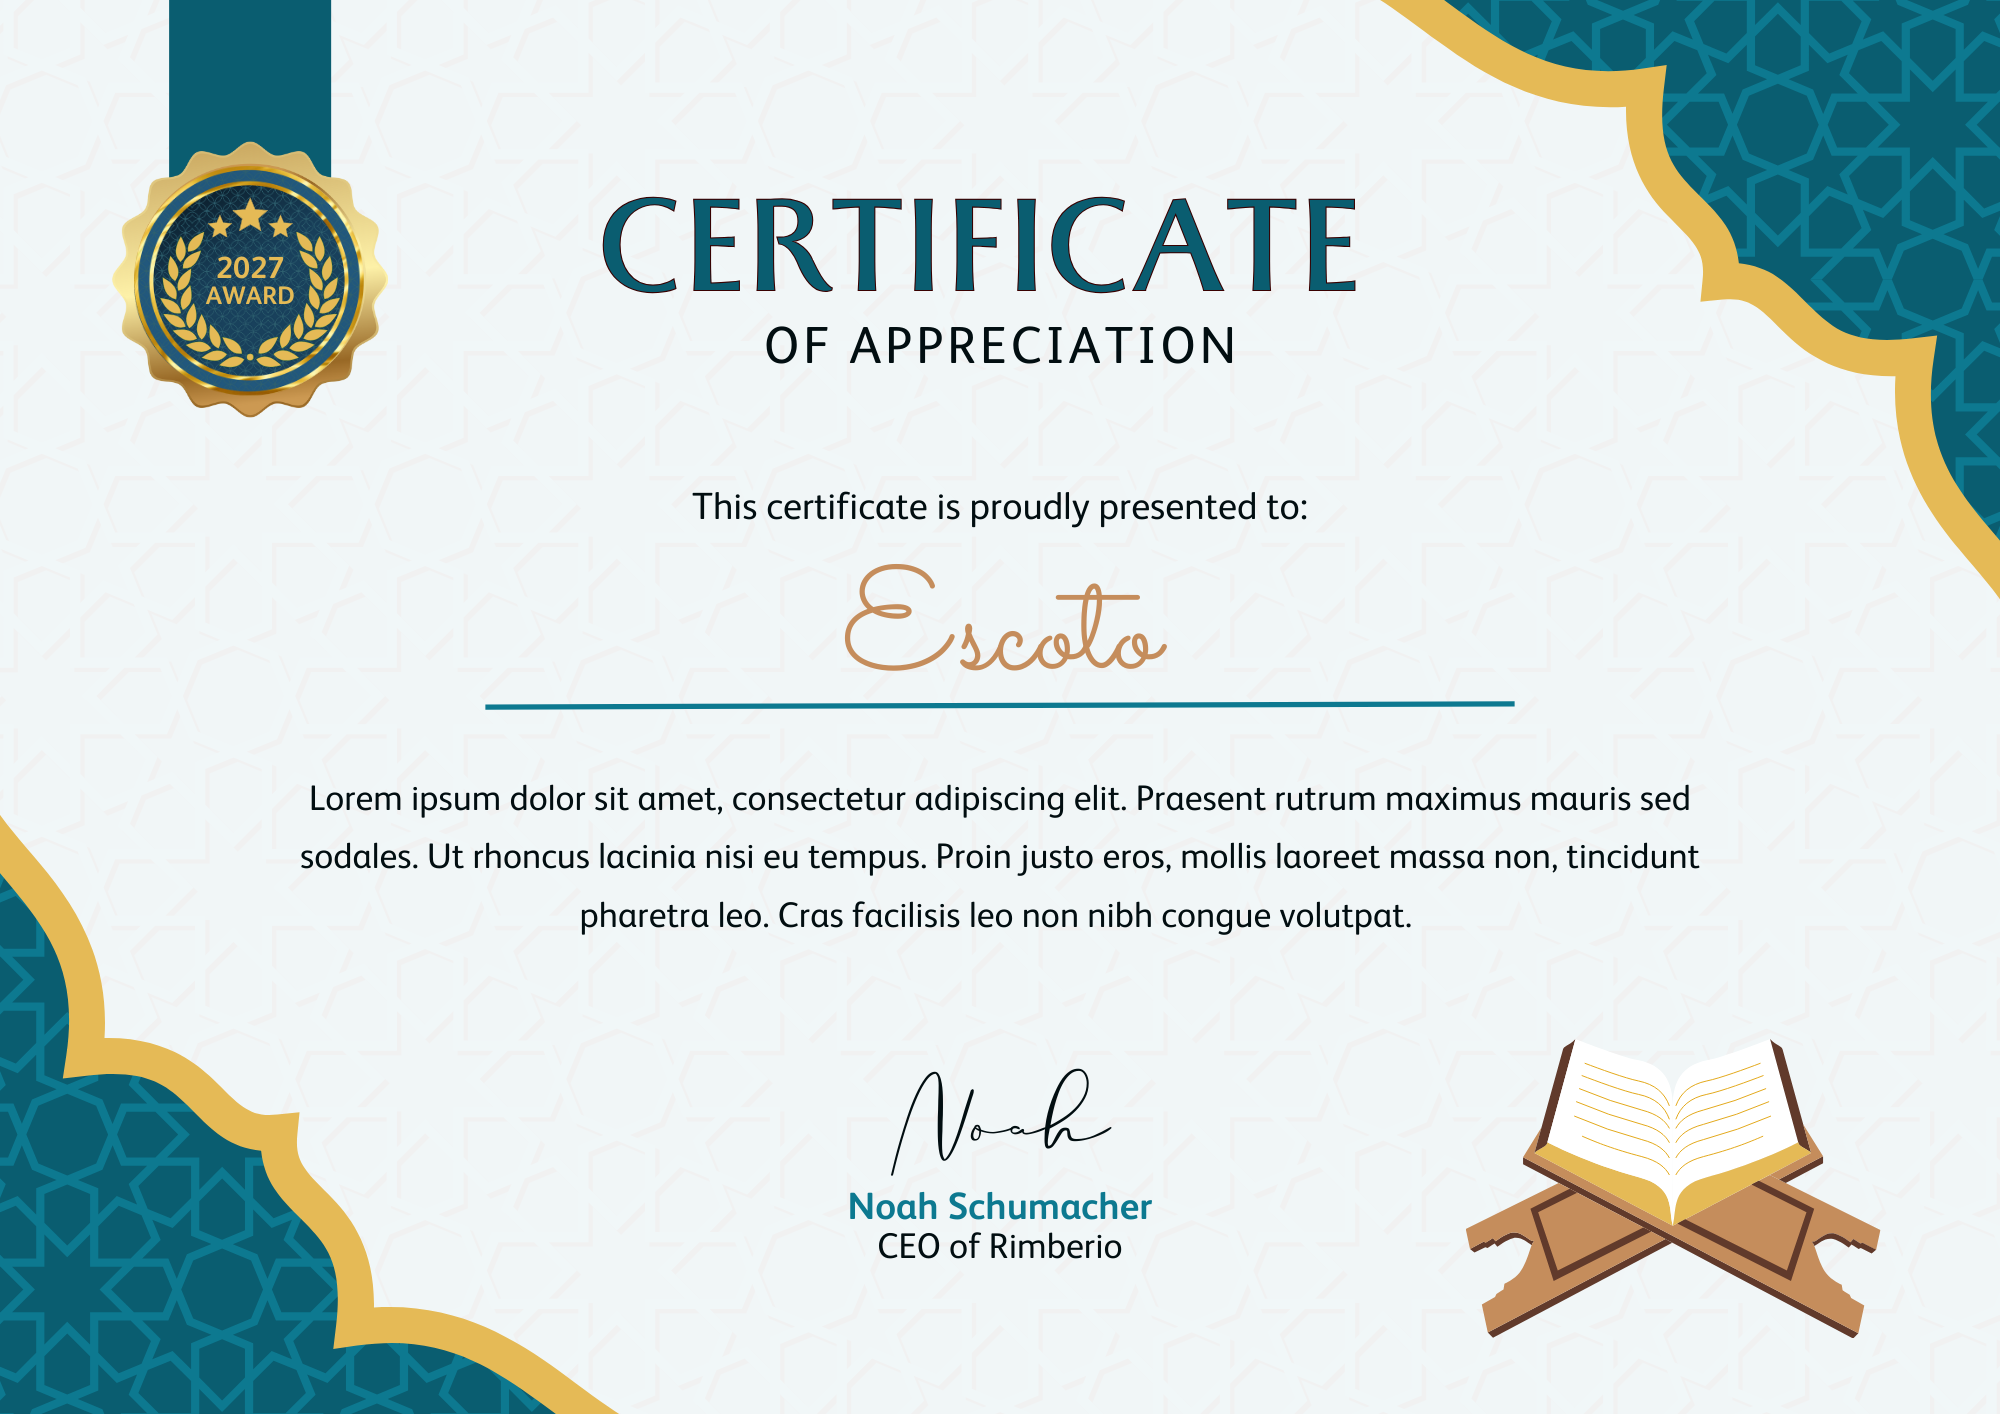 2027
AWARD
CERTIFICATE
OF APPRECIATION
This certificate is proudly presented to:
Escoto
Lorem ipsum dolor sit amet, consectetur adipiscing elit. Praesent rutrum maximus mauris sed
sodales. Ut rhoncus lacinia nisi eu tempus. Proin justo eros, mollis laoreet massa non, tincidunt
pharetra leo. Cras facilisis leo non nibh congue volutpat.
Noah
Noah Schumacher
CEO of Rimberio